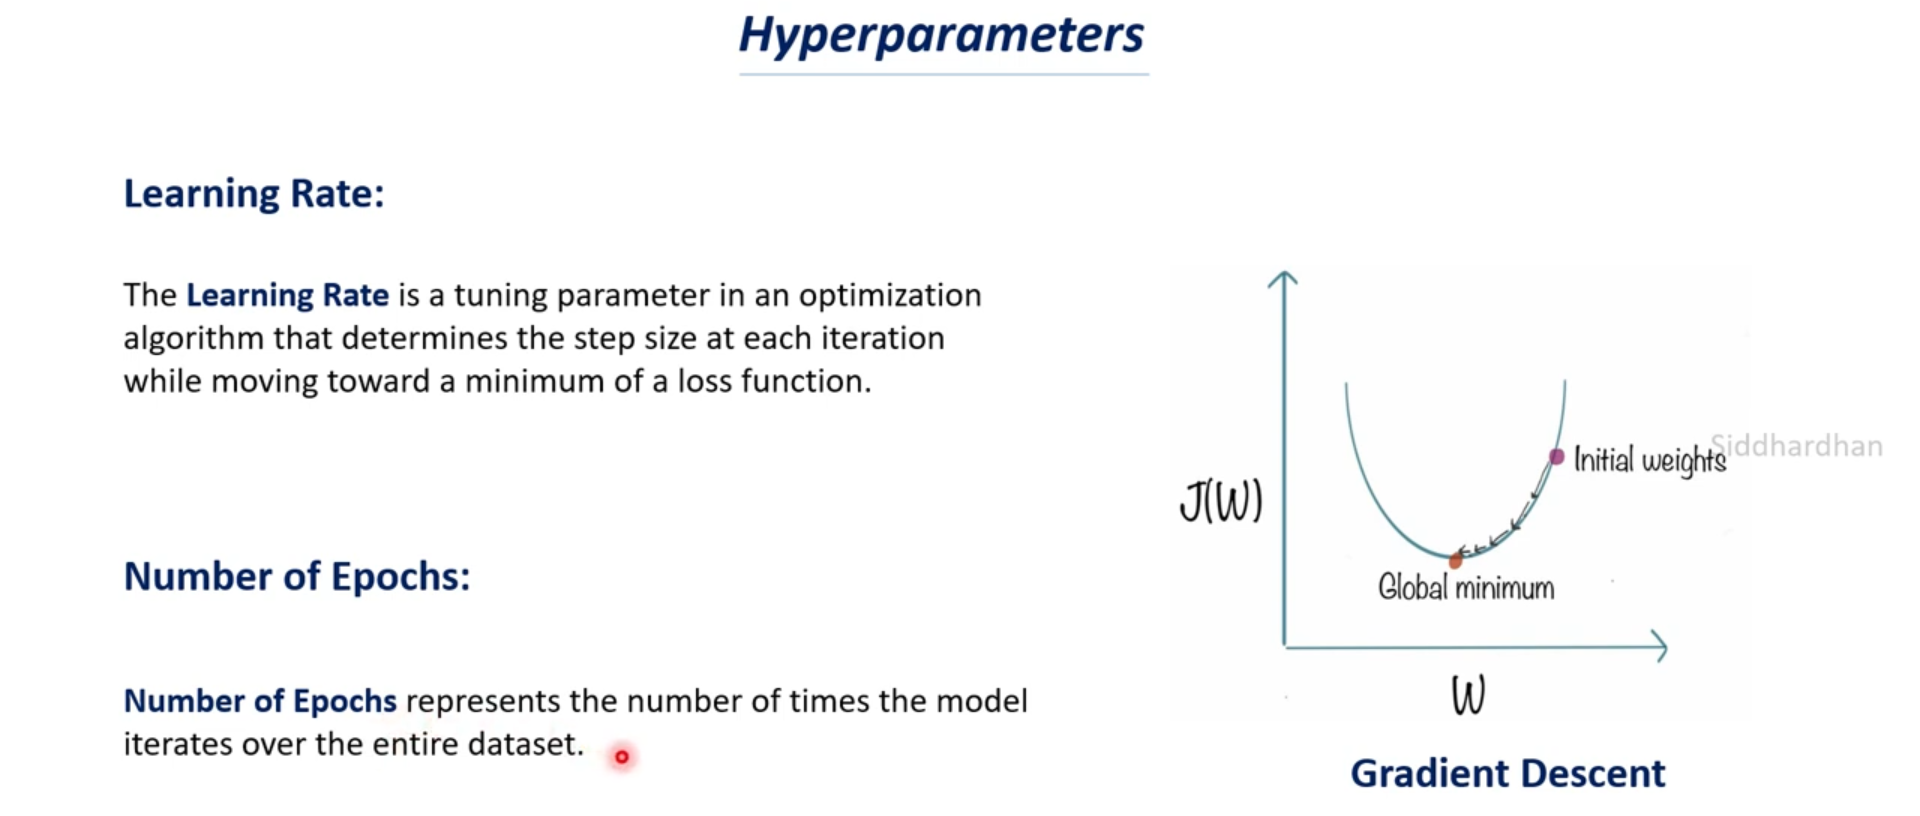 Hyperparameters
Learning Rate:
The Learning Rate is a tuning parameter in an optimization
algorithm that determines the step size at each iteration
while moving toward a minimum of a loss function.
Number of Epochs:
Number of Epochs represents the number of times the model
iterates over the entire dataset.
Siddhardhan
Initial weights
J(W)
Global minimum
W
Gradient Descent